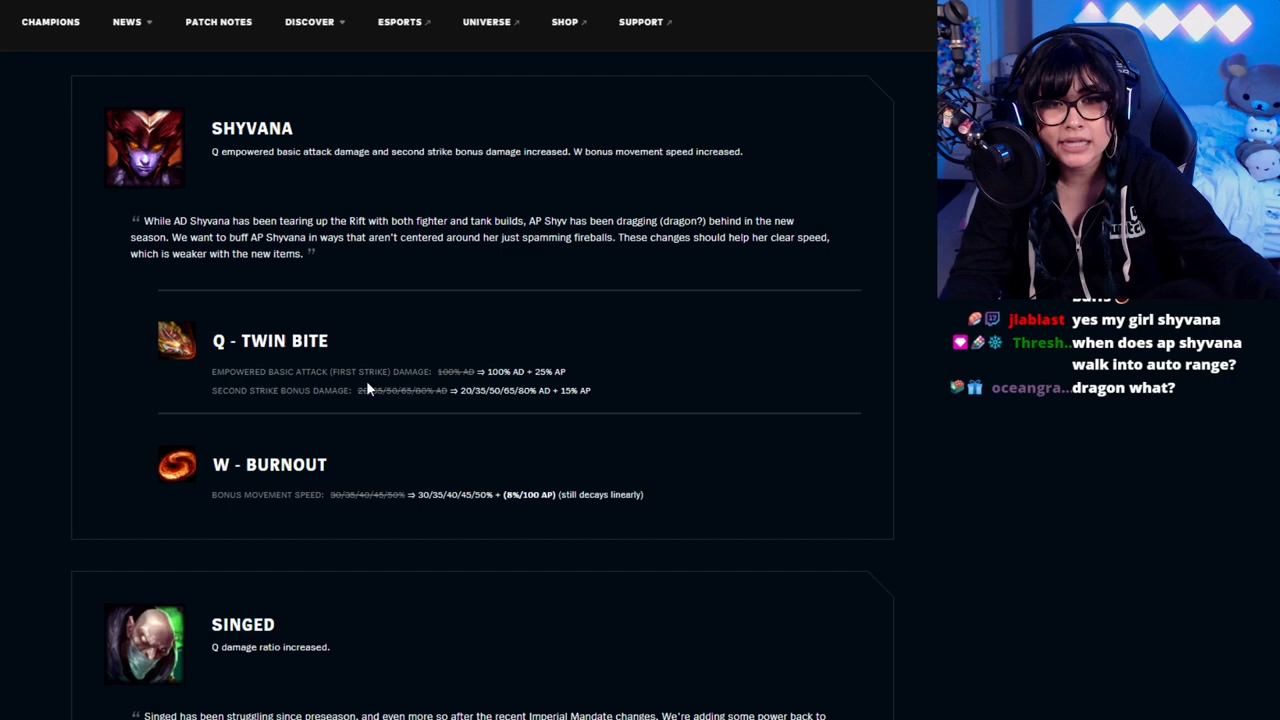 CHAMPIONS NEWS PATCH NOTES DISCOVER ESPORTS UNIVERSE SHOP SUPPORT
SHYVANA
Q empowered basic attack damage and second strike bonus damage increased. W bonus movement speed increased.
“ While AD Shyvana has been tearing up the Rift with both fighter and tank builds, AP Shyv has been dragging (dragon?) behind in the new
season. We want to buff AP Shyvana in ways that aren't centered around her just spamming fireballs. These changes should help her clear speed,
which is weaker with the new items. ”
Q - TWIN BITE
EMPOWERED BASIC ATTACK (FIRST STRIKE) DAMAGE: 100% AD ⇒ 100% AD + 25% AP
SECOND STRIKE BONUS DAMAGE: 20/35/50/65/80% AD ⇒ 20/35/50/65/80% AD + 15% AP
W - BURNOUT
BONUS MOVEMENT SPEED: 30/35/40/45/50% ⇒ 30/35/40/45/50% + (8%/100 AP) (still decays linearly)
SINGED
Q damage ratio increased.
“ Singed has been struggling since preseason, and even more so after the recent Imperial Mandate changes. We're adding some power back to
jlablast yes my girl shyvana
Thresh.. when does ap shyvana
walk into auto range?
oceangra... dragon what?